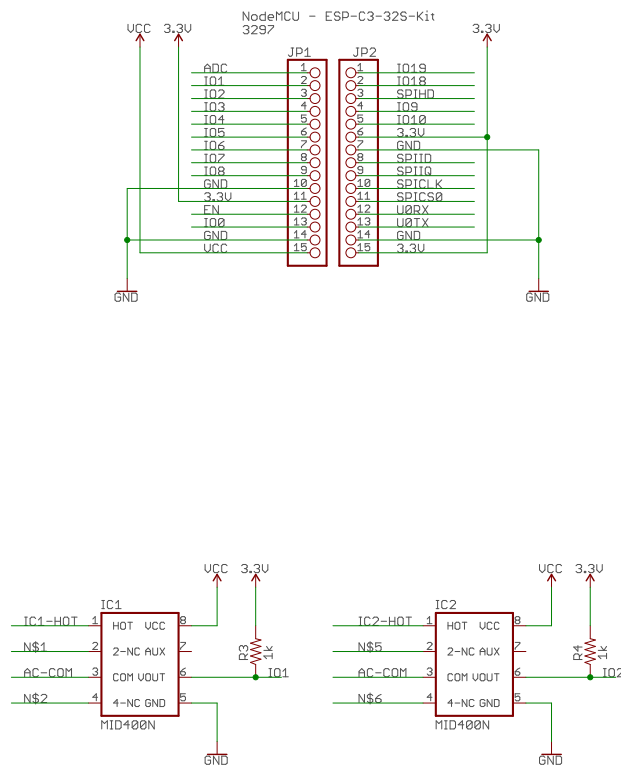 NodeMCU - ESP-C3-32S-Kit
3297
VCC 3.3V 3.3V
JP1 JP2
ADC 1 1 IO19
IO1 2 2 IO18
IO2 3 3 SPIHD
IO3 4 4 IO9
IO4 5 5 IO10
IO5 6 6 3.3V
IO6 7 7 GND
IO7 8 8 SPIID
IO8 9 9 SPIIQ
GND 10 10 SPICLK
3.3V 11 11 SPICS0
EN 12 12 U0RX
IO0 13 13 U0TX
GND 14 14 GND
VCC 15 15 3.3V
GND GND
VCC 3.3V VCC 3.3V
IC1 IC2
IC1-HOT 1 HOT VCC 8 IC2-HOT 1 HOT VCC 8
N$1 2 2-NC AUX 7 R3 1k N$5 2 2-NC AUX 7 R4 1k
AC-COM 3 COM VOUT 6 IO1 AC-COM 3 COM VOUT 6 IO2
N$2 4 4-NC GND 5 N$6 4 4-NC GND 5
MID400N MID400N
GND GND